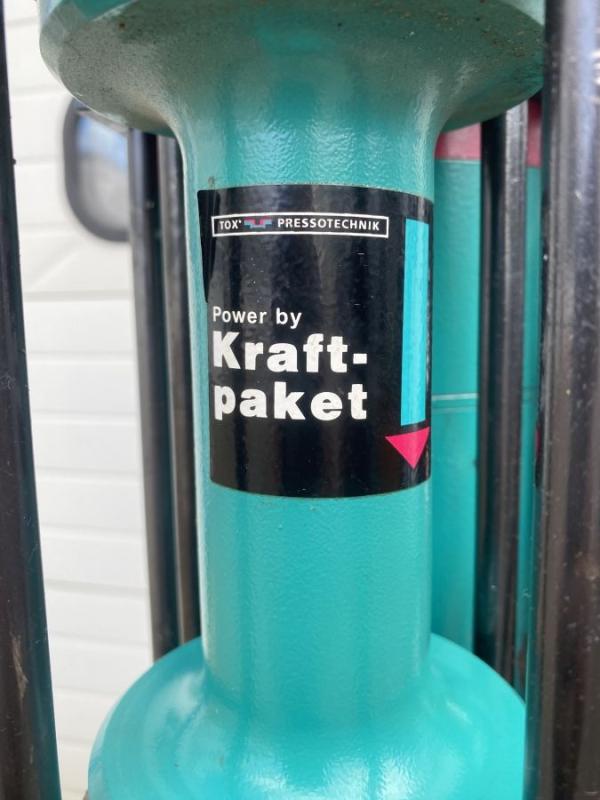 TOX® PRESSOTECHNIK
Power by
Kraft-
paket